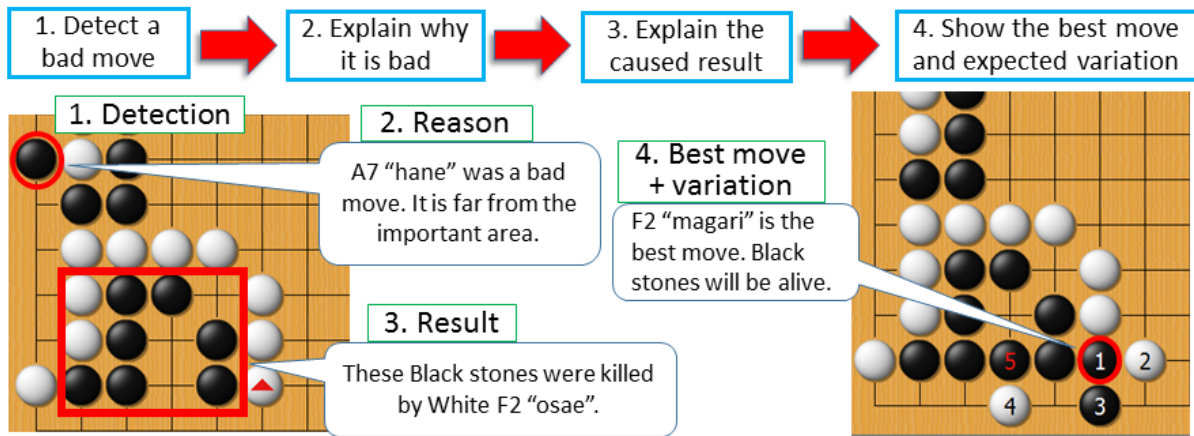 1. Detect a
bad move
2. Explain why
it is bad
3. Explain the
caused result
4. Show the best move
and expected variation
1. Detection
2. Reason
A7 “hane” was a bad
move. It is far from the
important area.
3. Result
These Black stones were killed
by White F2 “osae”.
4. Best move
+ variation
F2 “magari” is the
best move. Black
stones will be alive.
5
1
2
4
3